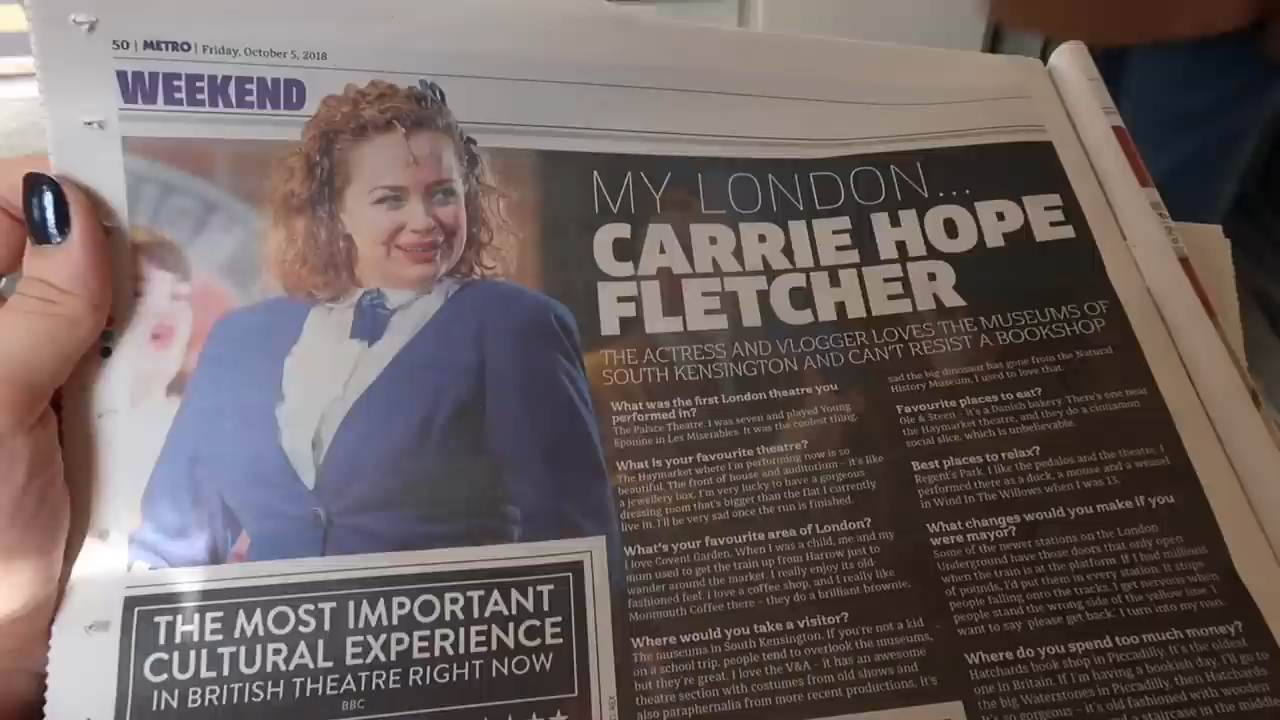 50 | METRO | Friday, October 5, 2018
WEEKEND
MY LONDON...
CARRIE HOPE
FLETCHER
THE ACTRESS AND VLOGGER LOVES THE MUSEUMS OF
SOUTH KENSINGTON AND CAN'T RESIST A BOOKSHOP
What was the first London theatre you
performed in?
The Palace Theatre. I was seven and played Young
Eponine in Les Miserables. It was the coolest thing.
What is your favourite theatre?
The Haymarket where I'm performing now is so
beautiful. The front of house and auditorium – it's like
a jewellery box. I'm very lucky to have a gorgeous
dressing room that's bigger than the flat I currently
live in. I'll be very sad once the run is finished.
What's your favourite area of London?
I love Covent Garden. When I was a child, me and my
mum used to get the train up from Harrow just to
wander around the market. I really enjoy its old-
fashioned feel. I love a coffee shop, and I really like
Monmouth Coffee there – they do a brilliant brownie.
Where would you take a visitor?
The museums in South Kensington. If you're not a kid
on a school trip, people tend to overlook the museums,
but they're great. I love the V&A – it has an awesome
theatre section with costumes from old shows and
also paraphernalia from more recent productions. It's
sad the big dinosaur has gone from the Natural
History Museum, I used to love that.
Favourite places to eat?
Ole & Steen – it's a Danish bakery. There's one near
the Haymarket theatre, and they do a cinnamon
social slice, which is unbelievable.
Best places to relax?
Regent's Park. I like the pedalos and the theatre. I
performed there as a duck, a mouse and a weasel
in Wind In The Willows when I was 13.
What changes would you make if you
were mayor?
Some of the newer stations on the London
Underground have those doors that only open
when the train is at the platform. If I had millions
of pounds, I'd put them in every station. It stops
people falling onto the tracks. I get nervous when
people stand the wrong side of the yellow line. I
want to say 'please get back'. I turn into my nan.
Where do you spend too much money?
Hatchards book shop in Piccadilly. It's the oldest
one in Britain. If I'm having a bookish day, I'll go to
the big Waterstones in Piccadilly, then Hatchards.
It's so gorgeous – it's old fashioned with wooden
staircase in the middle
THE MOST IMPORTANT
CULTURAL EXPERIENCE
IN BRITISH THEATRE RIGHT NOW
BBC